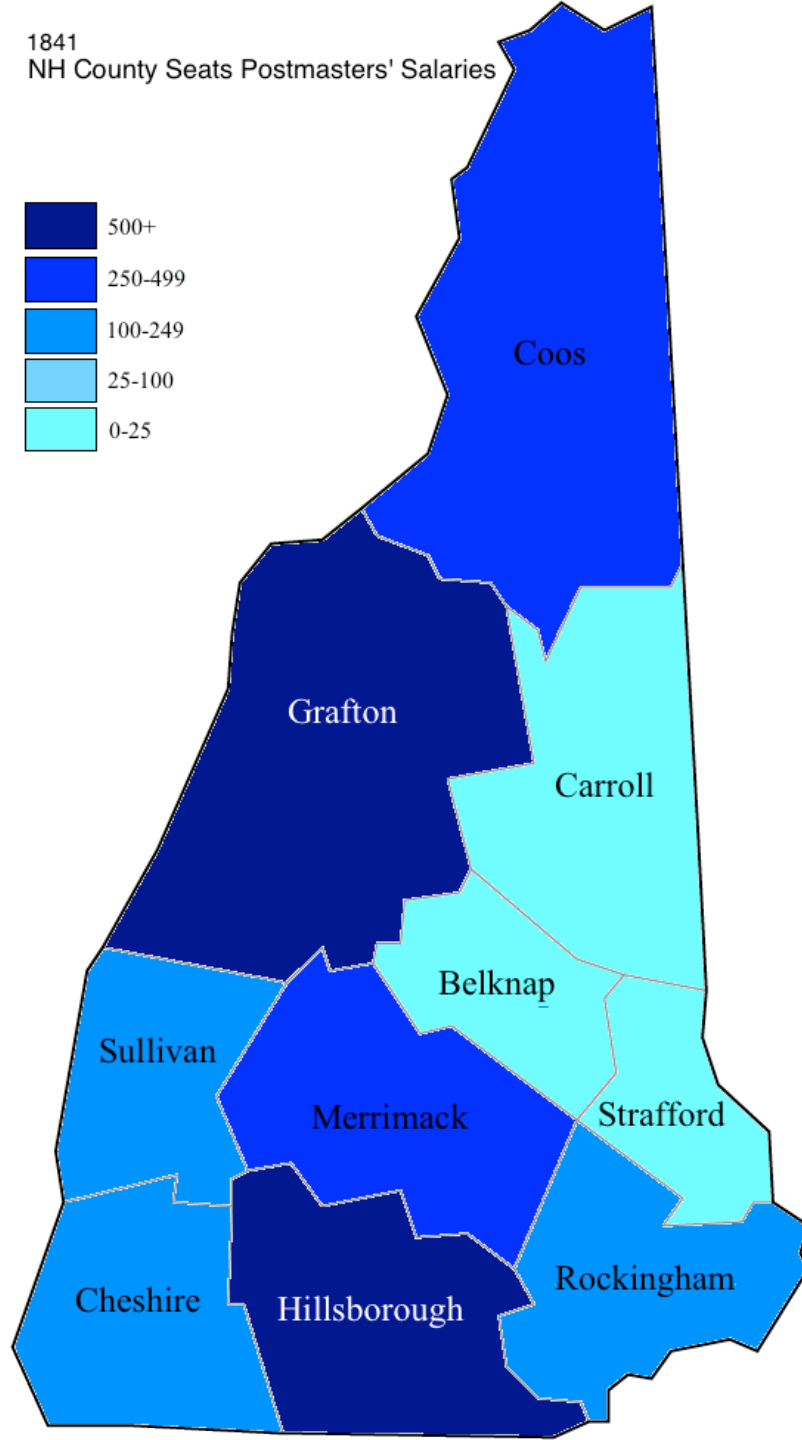 1841
NH County Seats Postmasters' Salaries
500+
250-499
100-249
25-100
0-25
Coos
Grafton
Carroll
Belknap
Sullivan
Merrimack
Strafford
Cheshire
Hillsborough
Rockingham